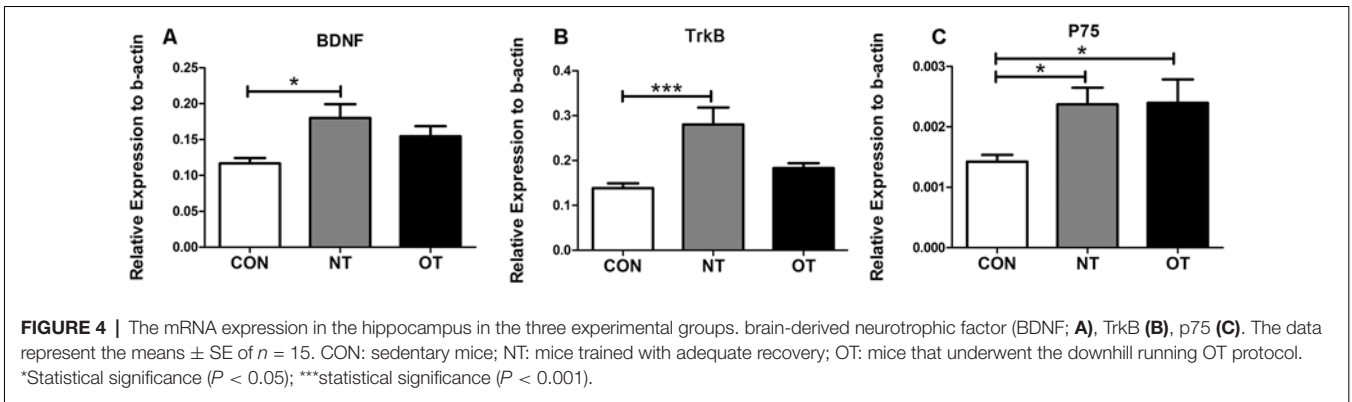 A
BDNF
Relative Expression to b-actin
0.25
0.20
0.15
0.10
0.05
0.00
*
CON NT OT
B
TrkB
Relative Expression to b-actin
0.4
0.3
0.2
0.1
0.0
***
CON NT OT
C
P75
Relative Expression to b-actin
0.003
0.002
0.001
0.000
*
*
CON NT OT
FIGURE 4 | The mRNA expression in the hippocampus in the three experimental groups. brain-derived neurotrophic factor (BDNF; A), TrkB (B), p75 (C). The data
represent the means ± SE of n = 15. CON: sedentary mice; NT: mice trained with adequate recovery; OT: mice that underwent the downhill running OT protocol.
*Statistical significance (P < 0.05); ***statistical significance (P < 0.001).